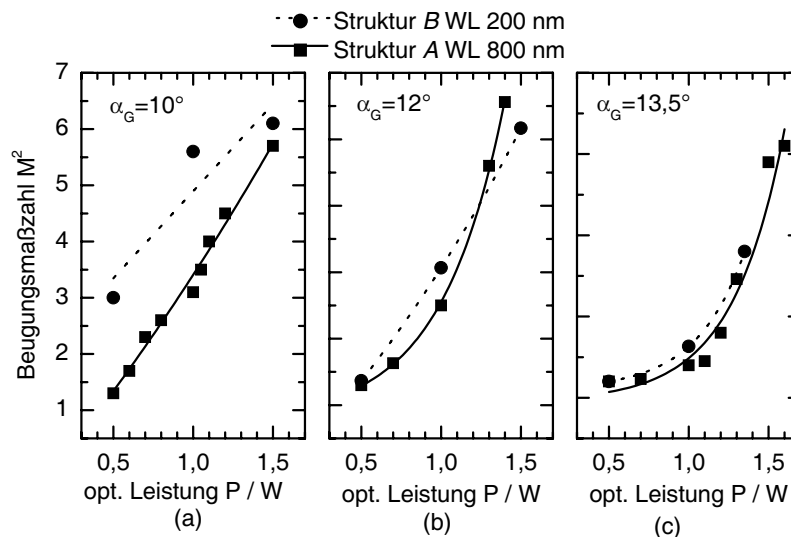 Struktur B WL 200 nm
Struktur A WL 800 nm
Beugungsmaßzahl M²
7
6
5
4
3
2
1
α_G=10°
α_G=12°
α_G=13,5°
0,5 1,0 1,5
0,5 1,0 1,5
0,5 1,0 1,5
opt. Leistung P / W
opt. Leistung P / W
opt. Leistung P / W
(a)
(b)
(c)